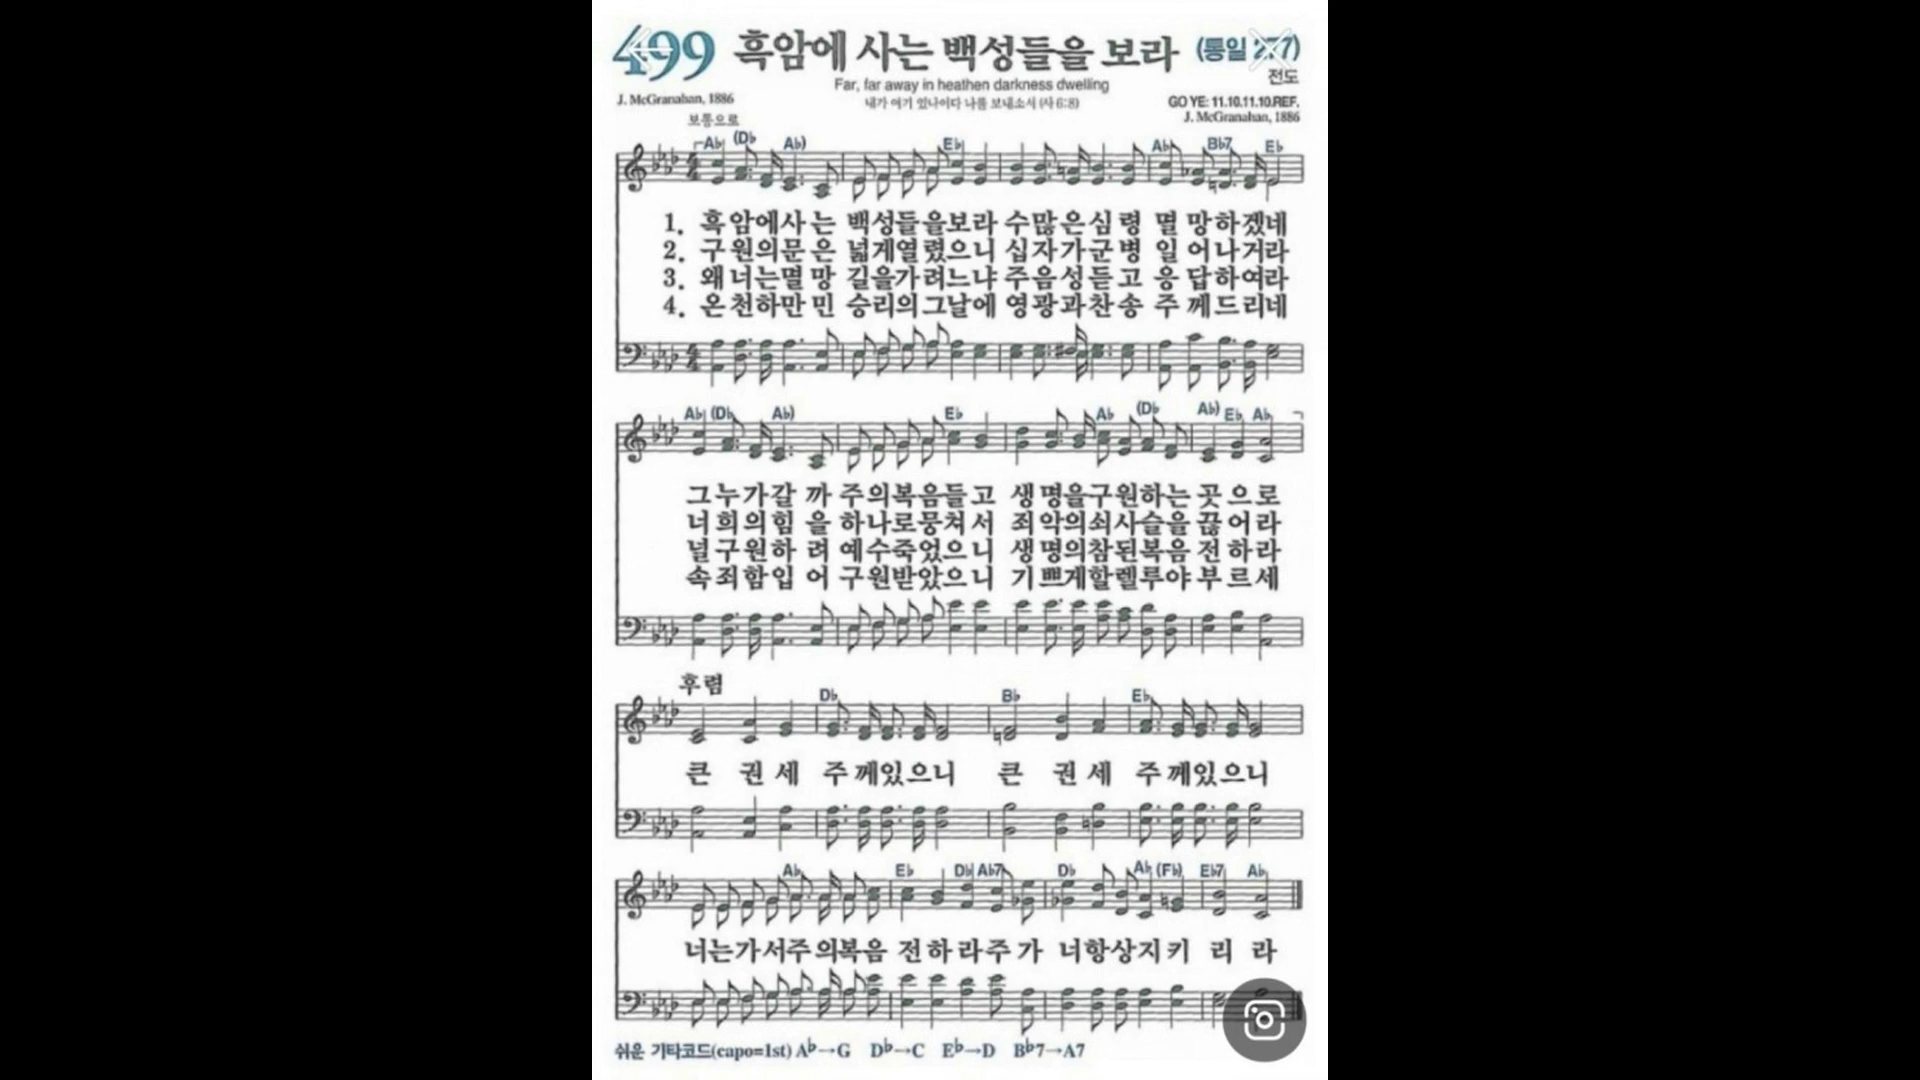 499 흑암에 사는 백성들을 보라 (통일
전도
Far, far away in heathen darkness dwelling
J. McGranahan, 1886
내가 여기 있나이다 나를 보내소서 (사 6:8)
GO YE: 11.10.11.10.REF.
J. McGranahan, 1886
보통으로
A♭ (D♭ A♭) E♭ A♭ B♭7 E♭
1. 흑암에사는 백성들을보라 수많은심령 멸망하겠네
2. 구원의문은 넓게열렸으니 십자가군병 일어나거라
3. 왜너는멸망 길을가려느냐 주음성듣고 응답하여라
4. 온천하만민 승리의그날에 영광과찬송 주께드리네
A♭ (D♭ A♭) E♭ A♭ (D♭ A♭) E♭ A♭
그누가갈까 주의복음들고 생명을구원하는곳으로
너희의힘을 하나로뭉쳐서 죄악의쇠사슬을끊어라
널구원하려 예수죽었으니 생명의참된복음전하라
속죄함입어 구원받았으니 기쁘게할렐루야부르세
후렴
D♭ B♭ E♭
큰 권세 주께있으니 큰 권세 주께있으니
A♭ E♭ D♭ A♭7 D♭ A♭ (F♭) E♭7 A♭
너는가서주의복음 전하라주가 너항상지키리라
쉬운 기타코드(capo=1st) A♭→G D♭→C E♭→D B♭7→A7